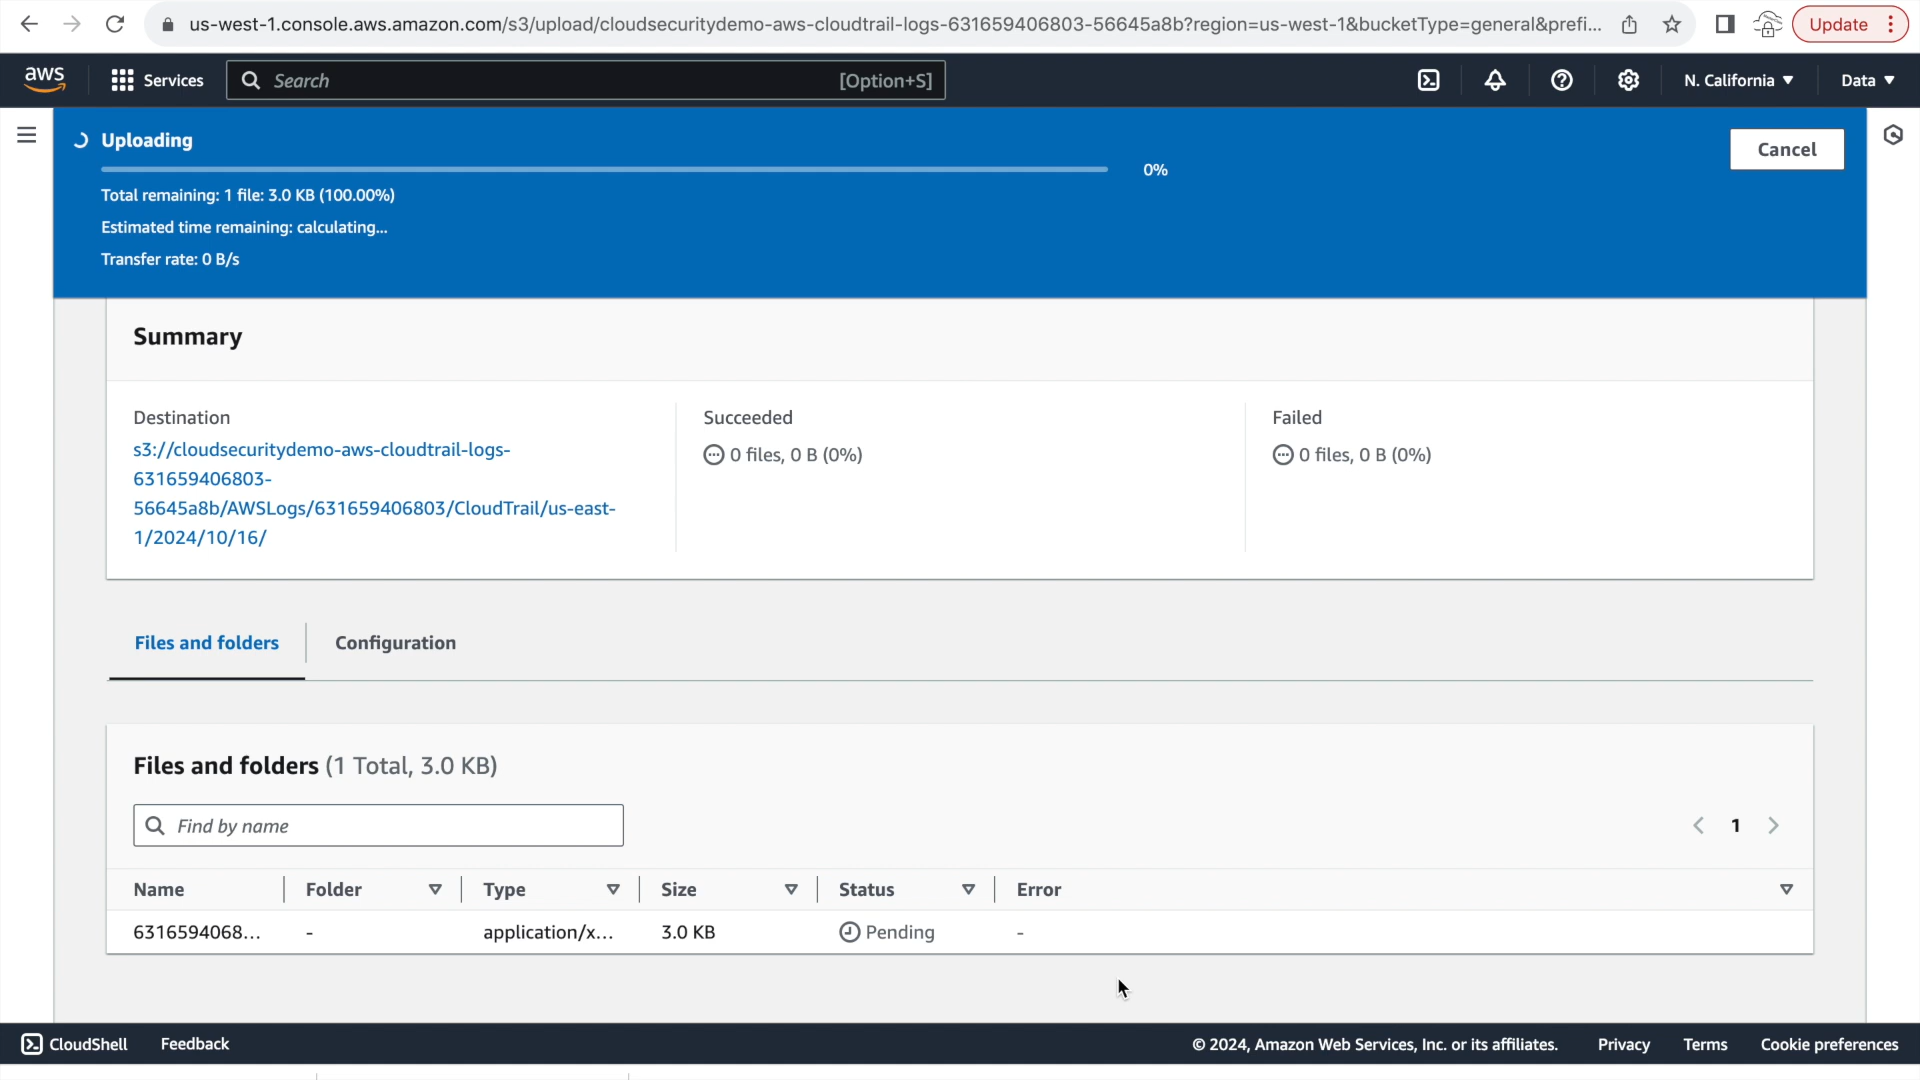 us-west-1.console.aws.amazon.com/s3/upload/cloudsecuritydemo-aws-cloudtrail-logs-631659406803-56645a8b?region=us-west-1&bucketType=general&prefi...
Update
aws
Services
Search
[Option+S]
N. California
Data
Uploading
Cancel
0%
Total remaining: 1 file: 3.0 KB (100.00%)
Estimated time remaining: calculating...
Transfer rate: 0 B/s
Summary
Destination
s3://cloudsecuritydemo-aws-cloudtrail-logs-
631659406803-
56645a8b/AWSLogs/631659406803/CloudTrail/us-east-
1/2024/10/16/
Succeeded
0 files, 0 B (0%)
Failed
0 files, 0 B (0%)
Files and folders
Configuration
Files and folders (1 Total, 3.0 KB)
Find by name
1
Name Folder Type Size Status Error
6316594068... - application/x... 3.0 KB Pending -
CloudShell Feedback
© 2024, Amazon Web Services, Inc. or its affiliates. Privacy Terms Cookie preferences